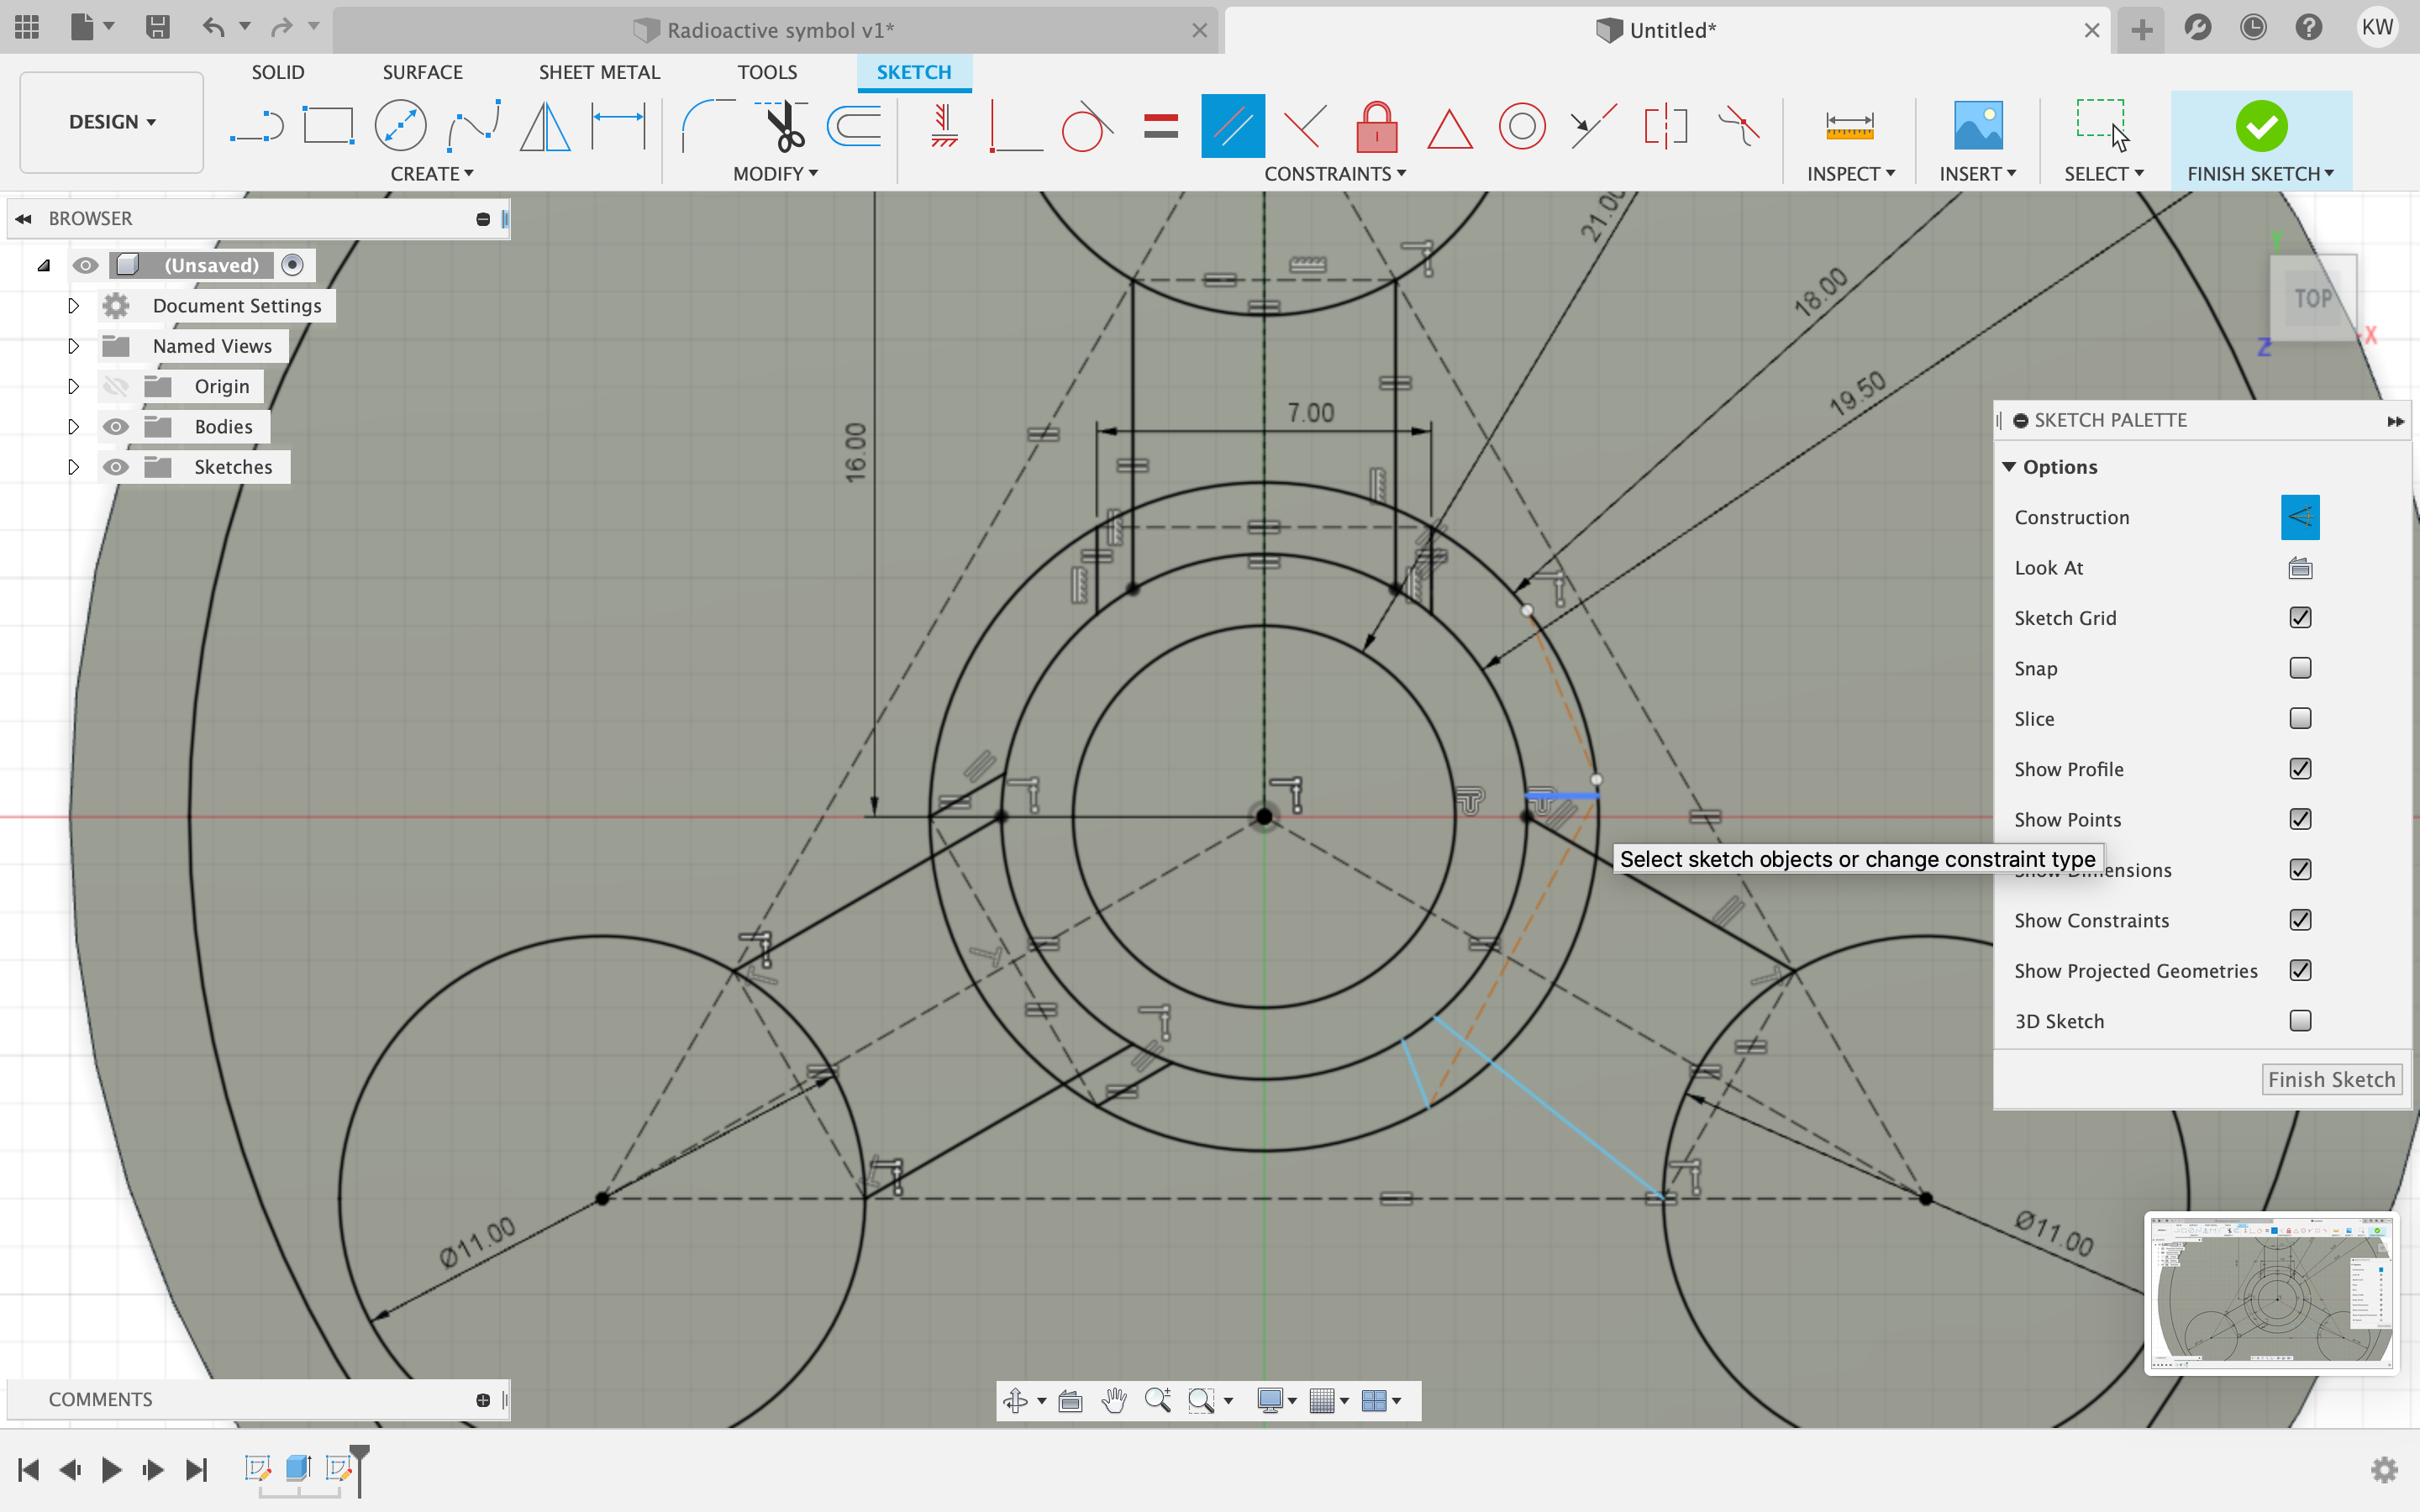 Radioactive symbol v1*
Untitled*
KW
DESIGN
SOLID
SURFACE
SHEET METAL
TOOLS
SKETCH
CREATE
MODIFY
CONSTRAINTS
INSPECT
INSERT
SELECT
FINISH SKETCH
BROWSER
(Unsaved)
Document Settings
Named Views
Origin
Bodies
Sketches
21.00
18.00
19.50
7.00
16.00
Y
TOP
X
Z
SKETCH PALETTE
Options
Construction
Look At
Sketch Grid
Snap
Slice
Show Profile
Show Points
Select sketch objects or change constraint type
Show Dimensions
Show Constraints
Show Projected Geometries
3D Sketch
Finish Sketch
Ø11.00
Ø11.00
COMMENTS